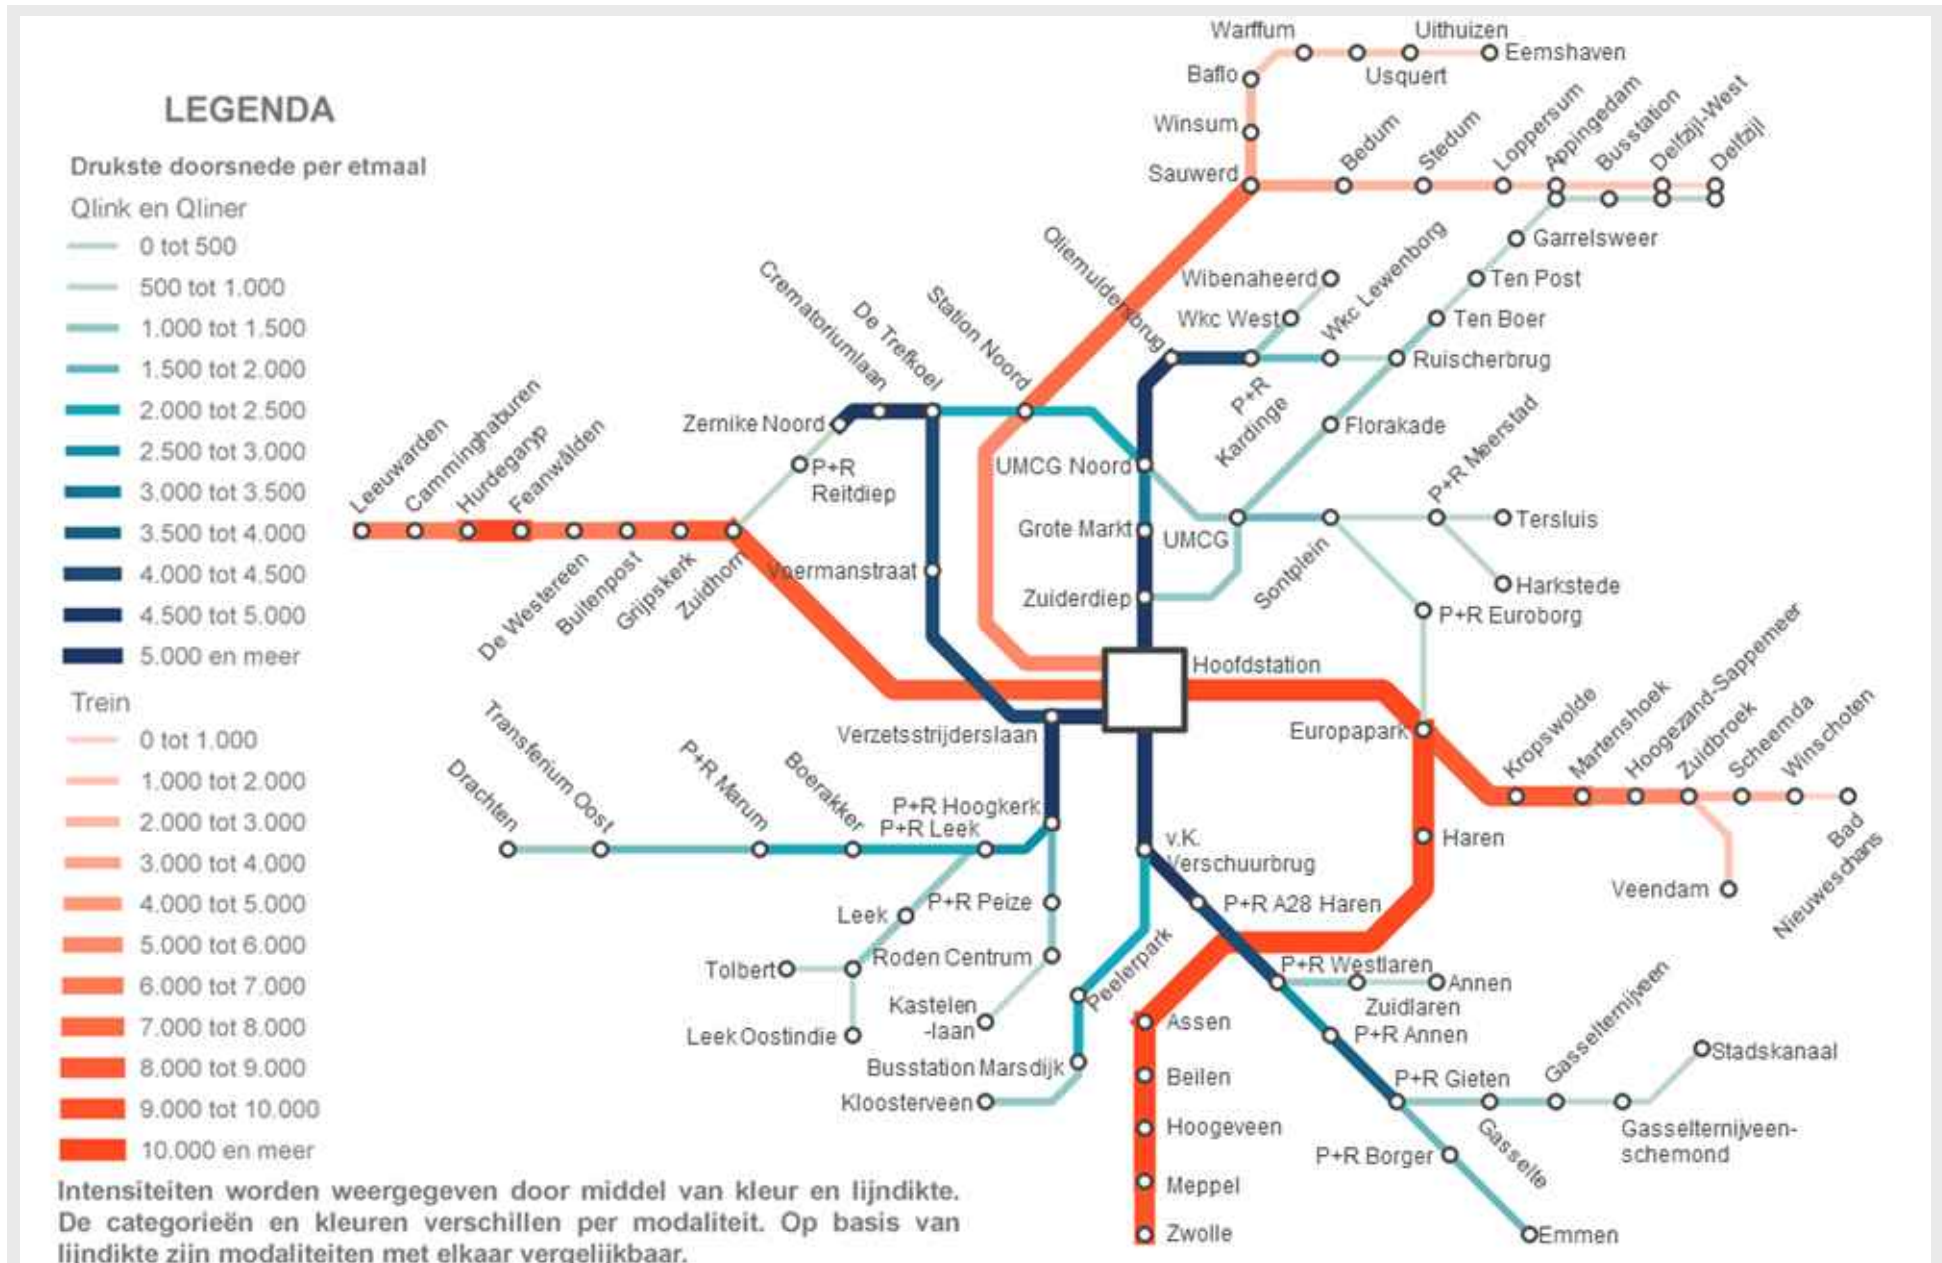 LEGENDA
Drukste doorsnede per etmaal
Qlink en Qliner
0 tot 500
500 tot 1.000
1.000 tot 1.500
1.500 tot 2.000
2.000 tot 2.500
2.500 tot 3.000
3.000 tot 3.500
3.500 tot 4.000
4.000 tot 4.500
4.500 tot 5.000
5.000 en meer
Trein
0 tot 1.000
1.000 tot 2.000
2.000 tot 3.000
3.000 tot 4.000
4.000 tot 5.000
5.000 tot 6.000
6.000 tot 7.000
7.000 tot 8.000
8.000 tot 9.000
9.000 tot 10.000
10.000 en meer
Intensiteiten worden weergegeven door middel van kleur en lijndikte.
De categorieën en kleuren verschillen per modaliteit. Op basis van
lijndikte zijn modaliteiten met elkaar vergelijkbaar.
Warffum
Uithuizen
Eemshaven
Usquert
Baflo
Winsum
Sauwerd
Bedum
Stedum
Loppersum
Appingedam
Busstation
Delfzijl-West
Delfzijl
Garrelsweer
Ten Post
Ten Boer
Ruischerbrug
Wibenaheerd
Wkc West
Wkc Lewenborg
Oliemuldersbrug
P+R
Kardinge
Florakade
Station Noord
De Trefkoel
Crematoriumlaan
Zernike Noord
P+R
Reitdiep
Leeuwarden
Camminghaburen
Hurdegaryp
Feanwâlden
De Westereen
Buitenpost
Grijpskerk
Zuidhorn
Voermanstraat
UMCG Noord
Grote Markt
UMCG
Zuiderdiep
Sontplein
P+R Meerstad
Tersluis
Harkstede
P+R Euroborg
Hoofdstation
Europapark
Kropswolde
Martenshoek
Hoogezand-Sappemeer
Zuidbroek
Scheemda
Winschoten
Bad
Nieuweschans
Veendam
Haren
Verzetsstrijderslaan
P+R Hoogkerk
P+R Leek
Boerakker
P+R Marum
Transferium Oost
Drachten
Leek
Tolbert
Leek Oostindie
P+R Peize
Roden Centrum
Kastelen
-laan
v.K.
Verschuurbrug
P+R A28 Haren
Peelerpark
Busstation Marsdijk
Kloosterveen
Assen
Beilen
Hoogeveen
Meppel
Zwolle
P+R Westlaren
Zuidlaren
Annen
P+R Annen
P+R Gieten
Gasselte
Gasselternijveen
Gasselternijveen-
schemond
Stadskanaal
P+R Borger
Emmen